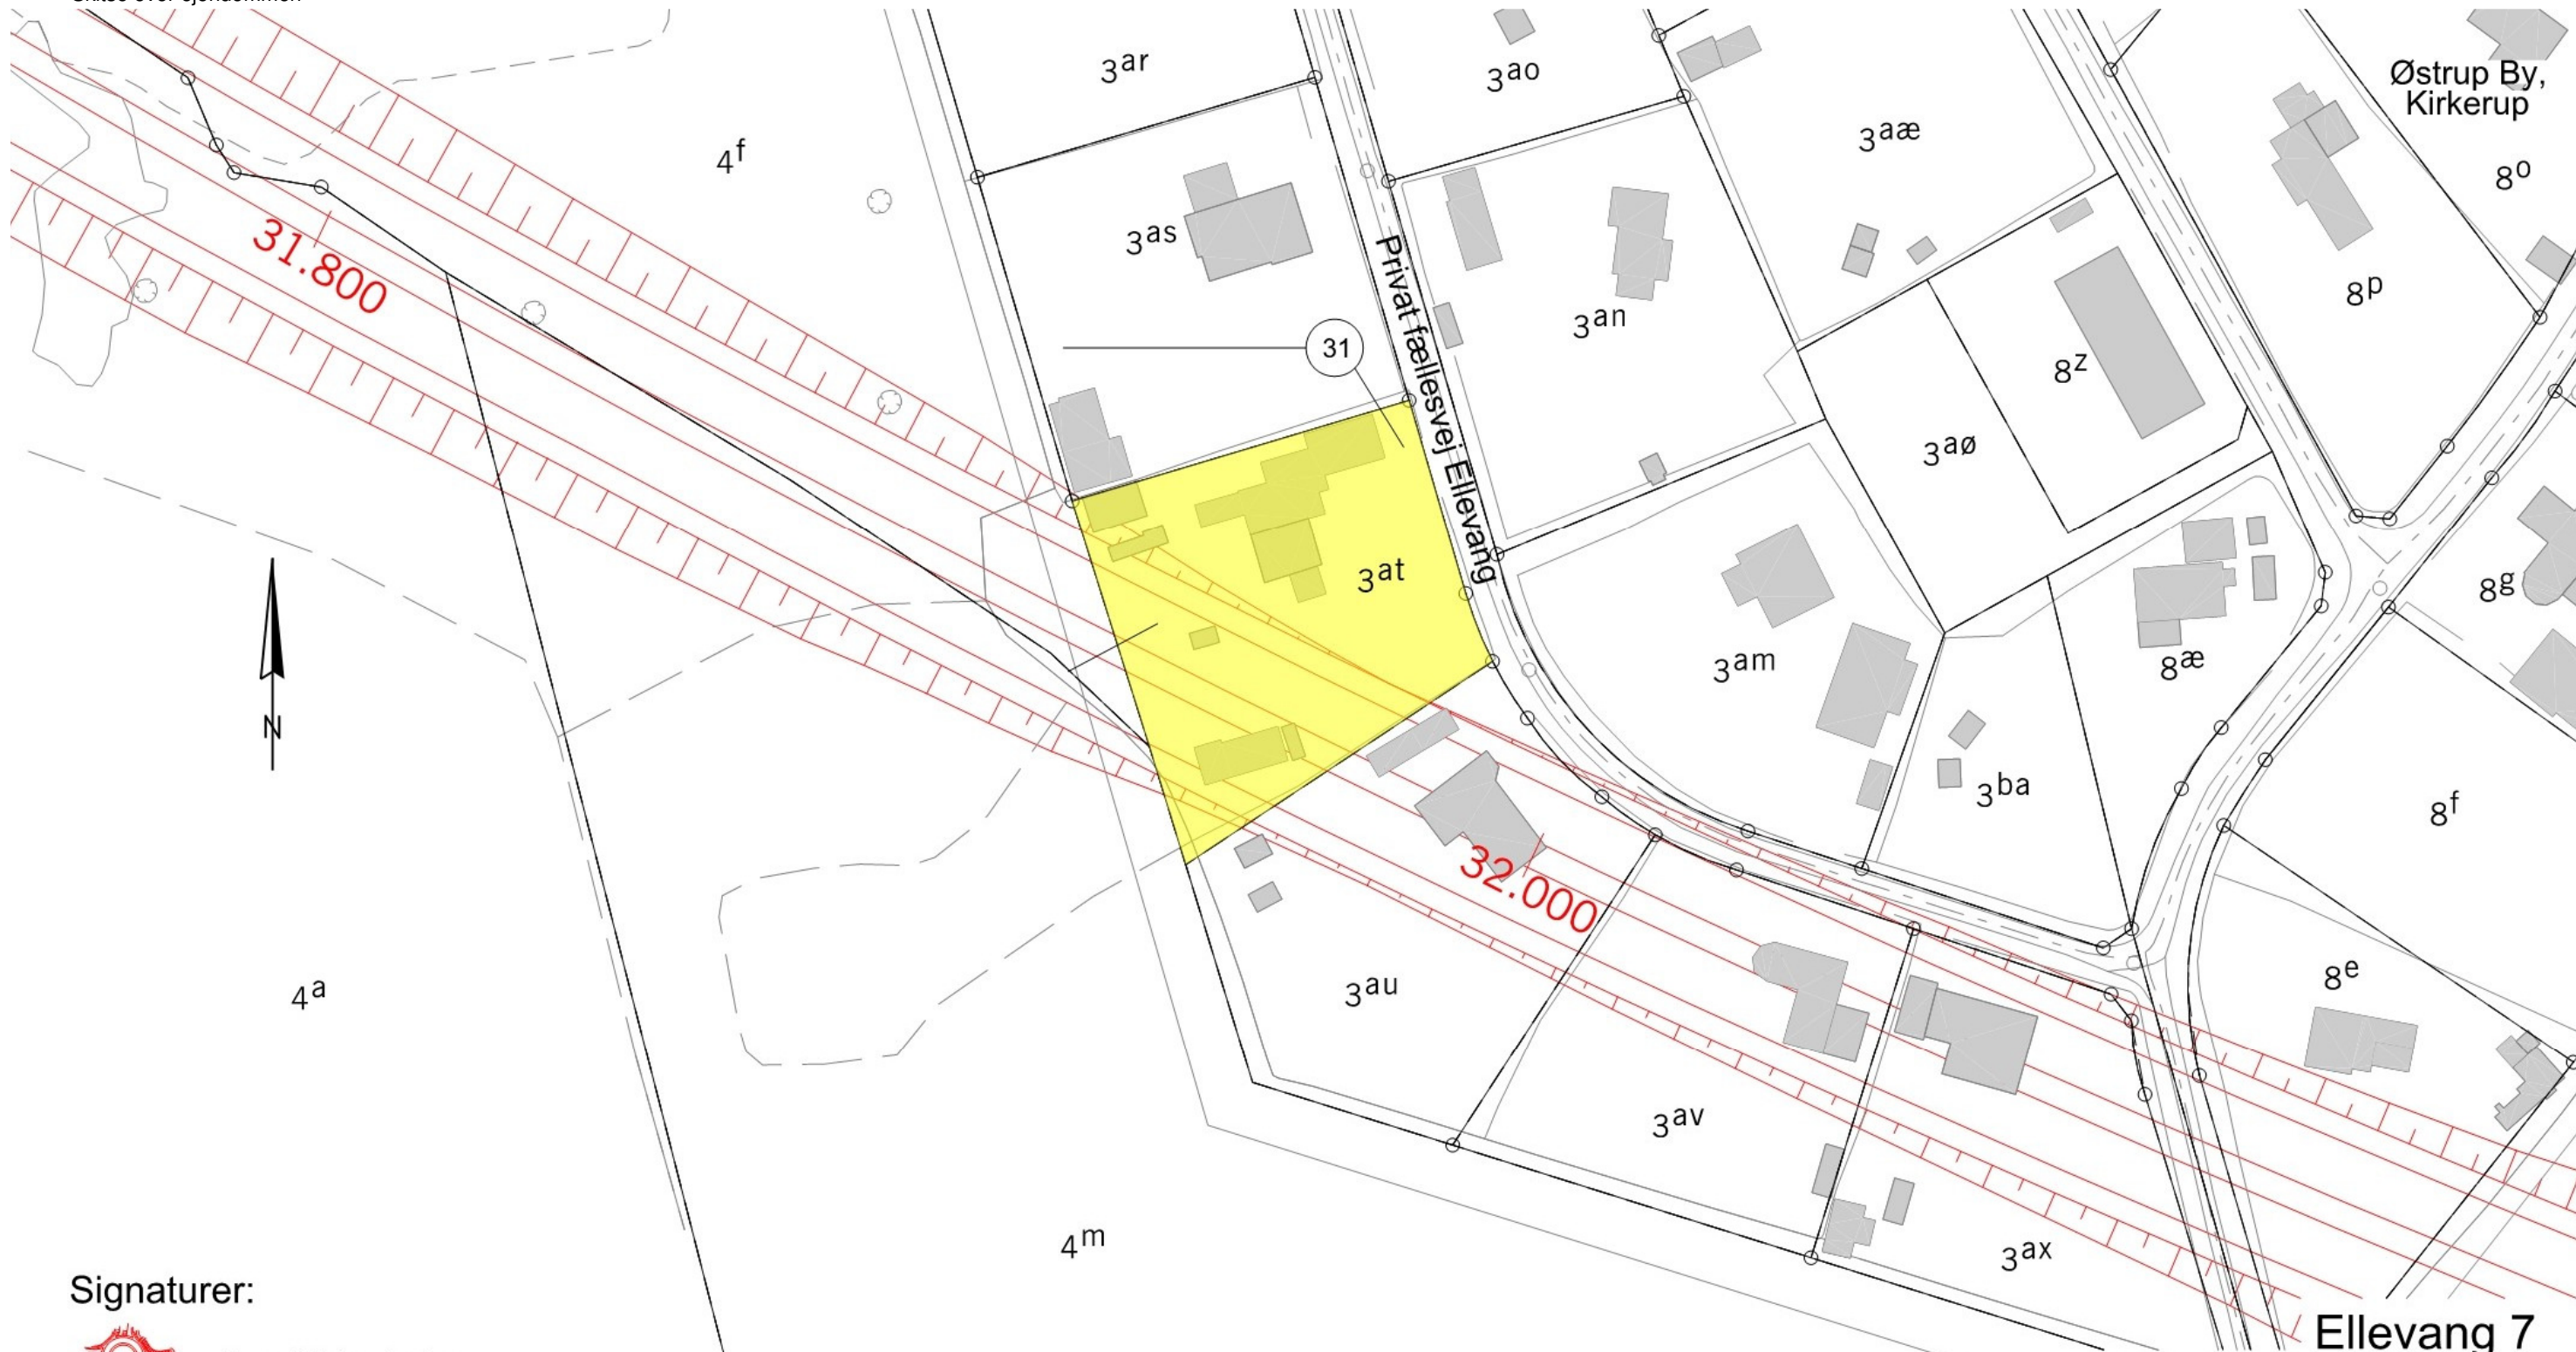 3ar
3ao
Østrup By,
Kirkerup
3aæ
4f
8o
3as
31.800
Privat fællesvej Ellevang
3an
8p
31
8z
3aø
3at
8g
3am
8æ
N
3ba
8f
32.000
8e
3au
4a
3av
4m
3ax
Signaturer:
Ellevang 7